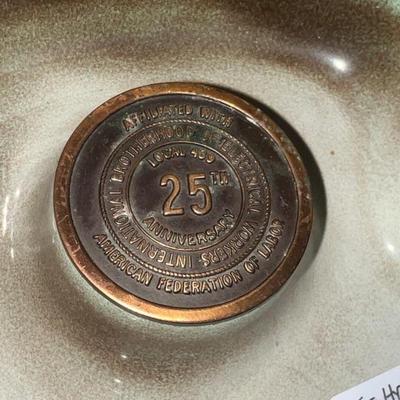 AFFILIATED WITH
AMERICAN FEDERATION OF LABOR
INTERNATIONAL BROTHERHOOD OF ELECTRICAL WORKERS
LOCAL
25TH
ANNIVERSARY